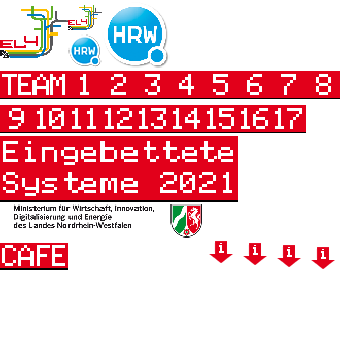 EL4
EL4
HRW
HRW
TEAM 1 2 3 4 5 6 7 8
9 10 11 12 13 14 15 16 17
Eingebettete
Systeme 2021
Ministerium für Wirtschaft, Innovation,
Digitalisierung und Energie
des Landes Nordrhein-Westfalen
CAFE
i i i i